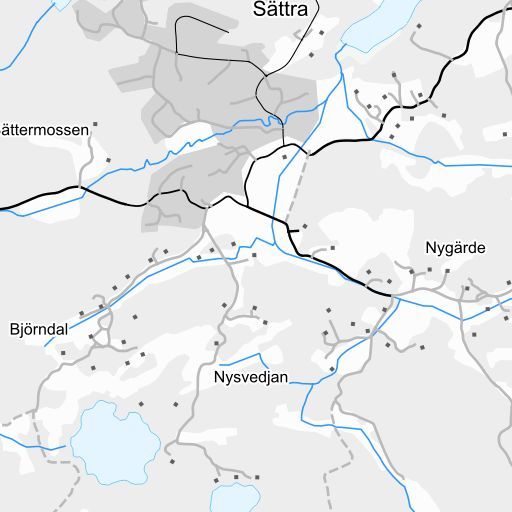 Sättra
ättermossen
Nygärde
Björndal
Nysvedjan